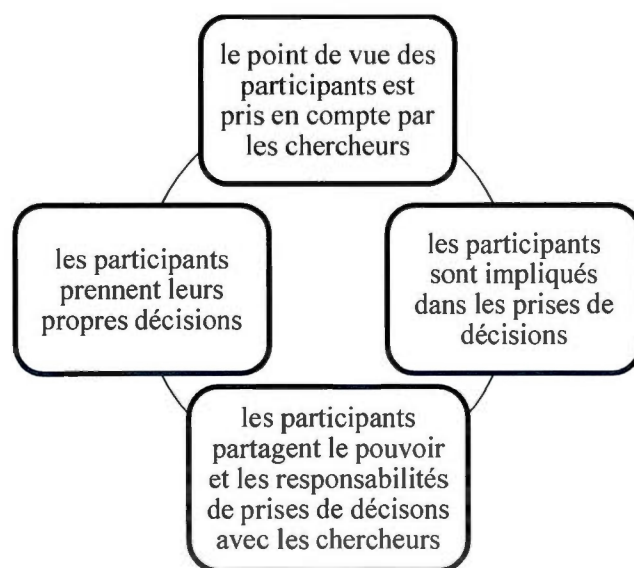 le point de vue des
participants est
pris en compte par
les chercheurs
les participants
sont impliqués
dans les prises de
décisions
les participants
partagent le pouvoir
et les responsabilités
de prises de décisons
avec les chercheurs
les participants
prennent leurs
propres décisions